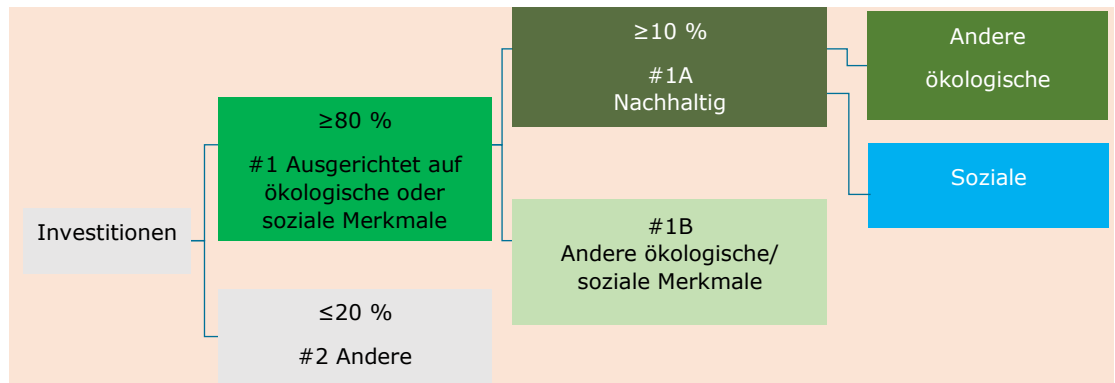 Investitionen
≥80 %
#1 Ausgerichtet auf
ökologische oder
soziale Merkmale
≤20 %
#2 Andere
≥10 %
#1A
Nachhaltig
#1B
Andere ökologische/
soziale Merkmale
Andere
ökologische
Soziale